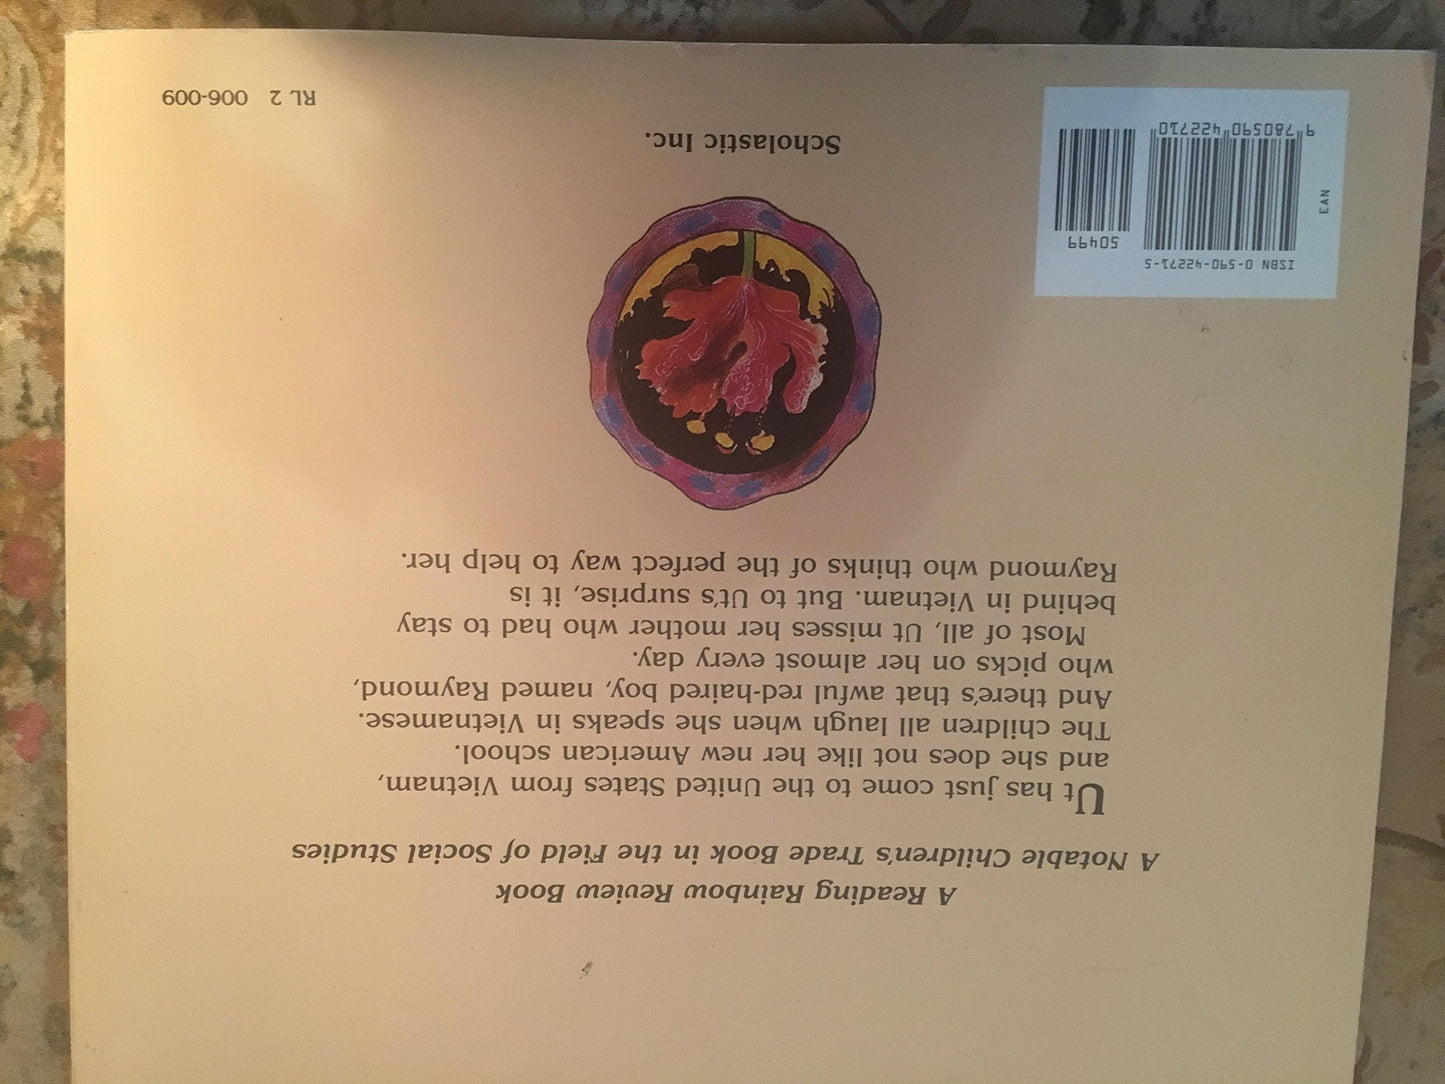 A Reading Rainbow Review Book
A Notable Children's Trade Book in the Field of Social Studies
Ut has just come to the United States from Vietnam,
and she does not like her new American school.
The children all laugh when she speaks in Vietnamese.
And there's that awful red-haired boy, named Raymond,
who picks on her almost every day.
Most of all, Ut misses her mother who had to stay
behind in Vietnam. But to Ut's surprise, it is
Raymond who thinks of the perfect way to help her.
ISBN 0-590-42271-5
50499
EAN
9 780590 422710
Scholastic Inc.
RL 2 006-009